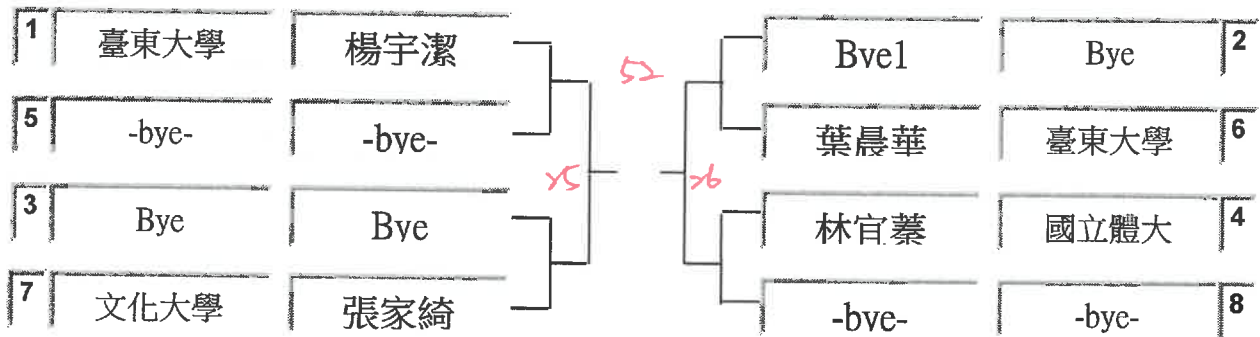 1 臺東大學 楊宇潔 Bye1 Bye 2
52
5 -bye- -bye- 葉晨華 臺東大學 6
25 26
3 Bye Bye 林宜蓁 國立體大 4
7 文化大學 張家綺 -bye- -bye- 8